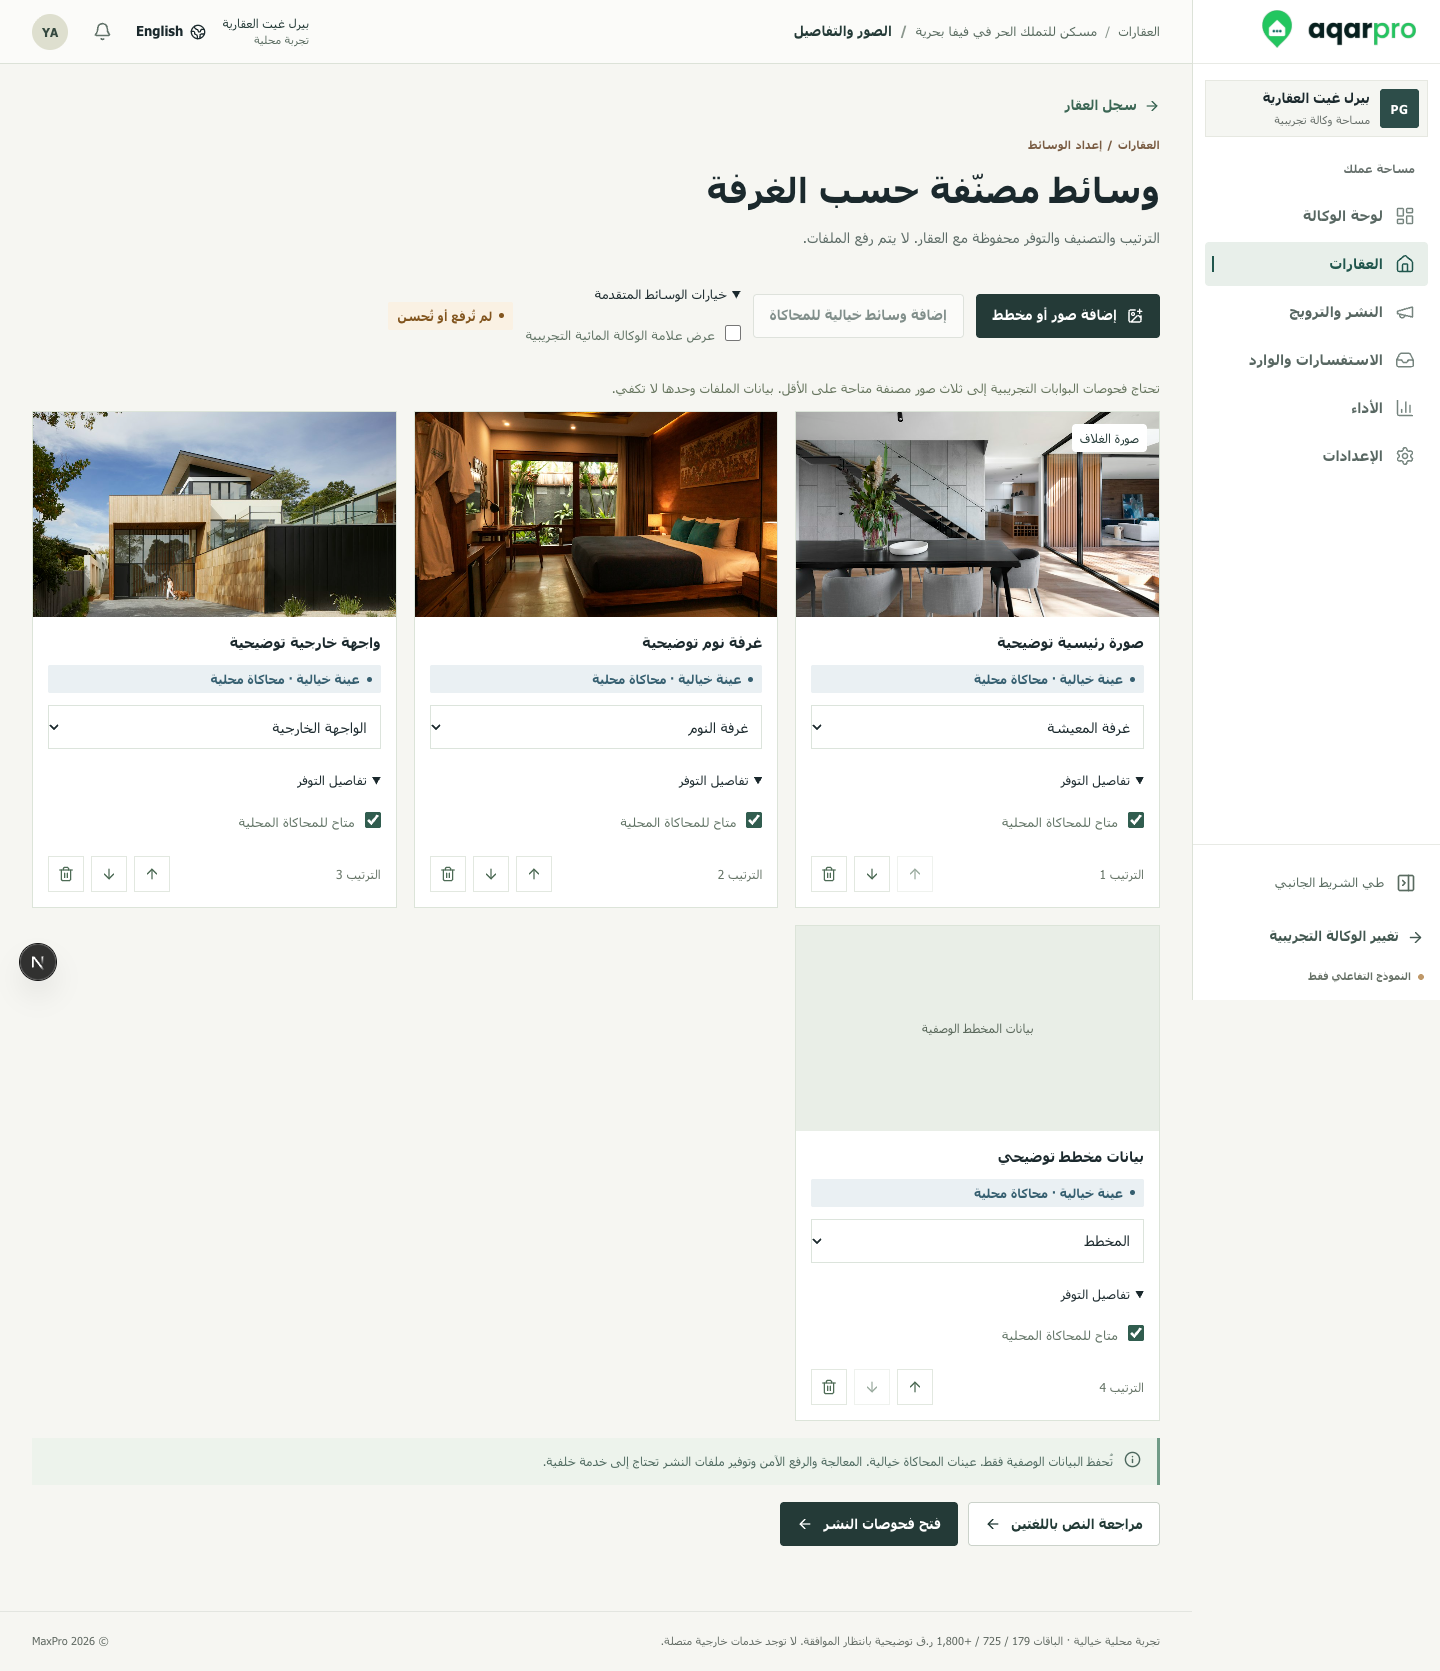 aqarpro
PG
بيرل غيت العقارية
مساحة وكالة تجريبية
مساحة عملك
لوحة الوكالة
العقارات
النشر والترويج
الاستفسارات والوارد
الأداء
الإعدادات
طي الشريط الجانبي
تغيير الوكالة التجريبية
النموذج التفاعلي فقط
العقارات / مسكن للتملك الحر في فيفا بحرية / الصور والتفاصيل
بيرل غيت العقارية
تجربة محلية
English
YA
سجل العقار
العقارات / إعداد الوسائط
وسائط مصنّفة حسب الغرفة
الترتيب والتصنيف والتوفر محفوظة مع العقار. لا يتم رفع الملفات.
إضافة صور أو مخطط
إضافة وسائط خيالية للمحاكاة
خيارات الوسائط المتقدمة
عرض علامة الوكالة المائية التجريبية
لم تُرفع أو تُحسن
تحتاج فحوصات البوابات التجريبية إلى ثلاث صور مصنفة متاحة على الأقل. بيانات الملفات وحدها لا تكفي.
صورة الغلاف
صورة رئيسية توضيحية
عينة خيالية · محاكاة محلية
غرفة المعيشة
تفاصيل التوفر
متاح للمحاكاة المحلية
الترتيب 1
غرفة نوم توضيحية
عينة خيالية · محاكاة محلية
غرفة النوم
تفاصيل التوفر
متاح للمحاكاة المحلية
الترتيب 2
واجهة خارجية توضيحية
عينة خيالية · محاكاة محلية
الواجهة الخارجية
تفاصيل التوفر
متاح للمحاكاة المحلية
الترتيب 3
بيانات المخطط الوصفية
بيانات مخطط توضيحي
عينة خيالية · محاكاة محلية
المخطط
تفاصيل التوفر
متاح للمحاكاة المحلية
الترتيب 4
N
تُحفظ البيانات الوصفية فقط. عينات المحاكاة خيالية. المعالجة والرفع الآمن وتوفير ملفات النشر تحتاج إلى خدمة خلفية.
مراجعة النص باللغتين
فتح فحوصات النشر
تجربة محلية خيالية · الباقات 179 / 725 / +1,800 ر.ق توضيحية بانتظار الموافقة. لا توجد خدمات خارجية متصلة.
© 2026 MaxPro